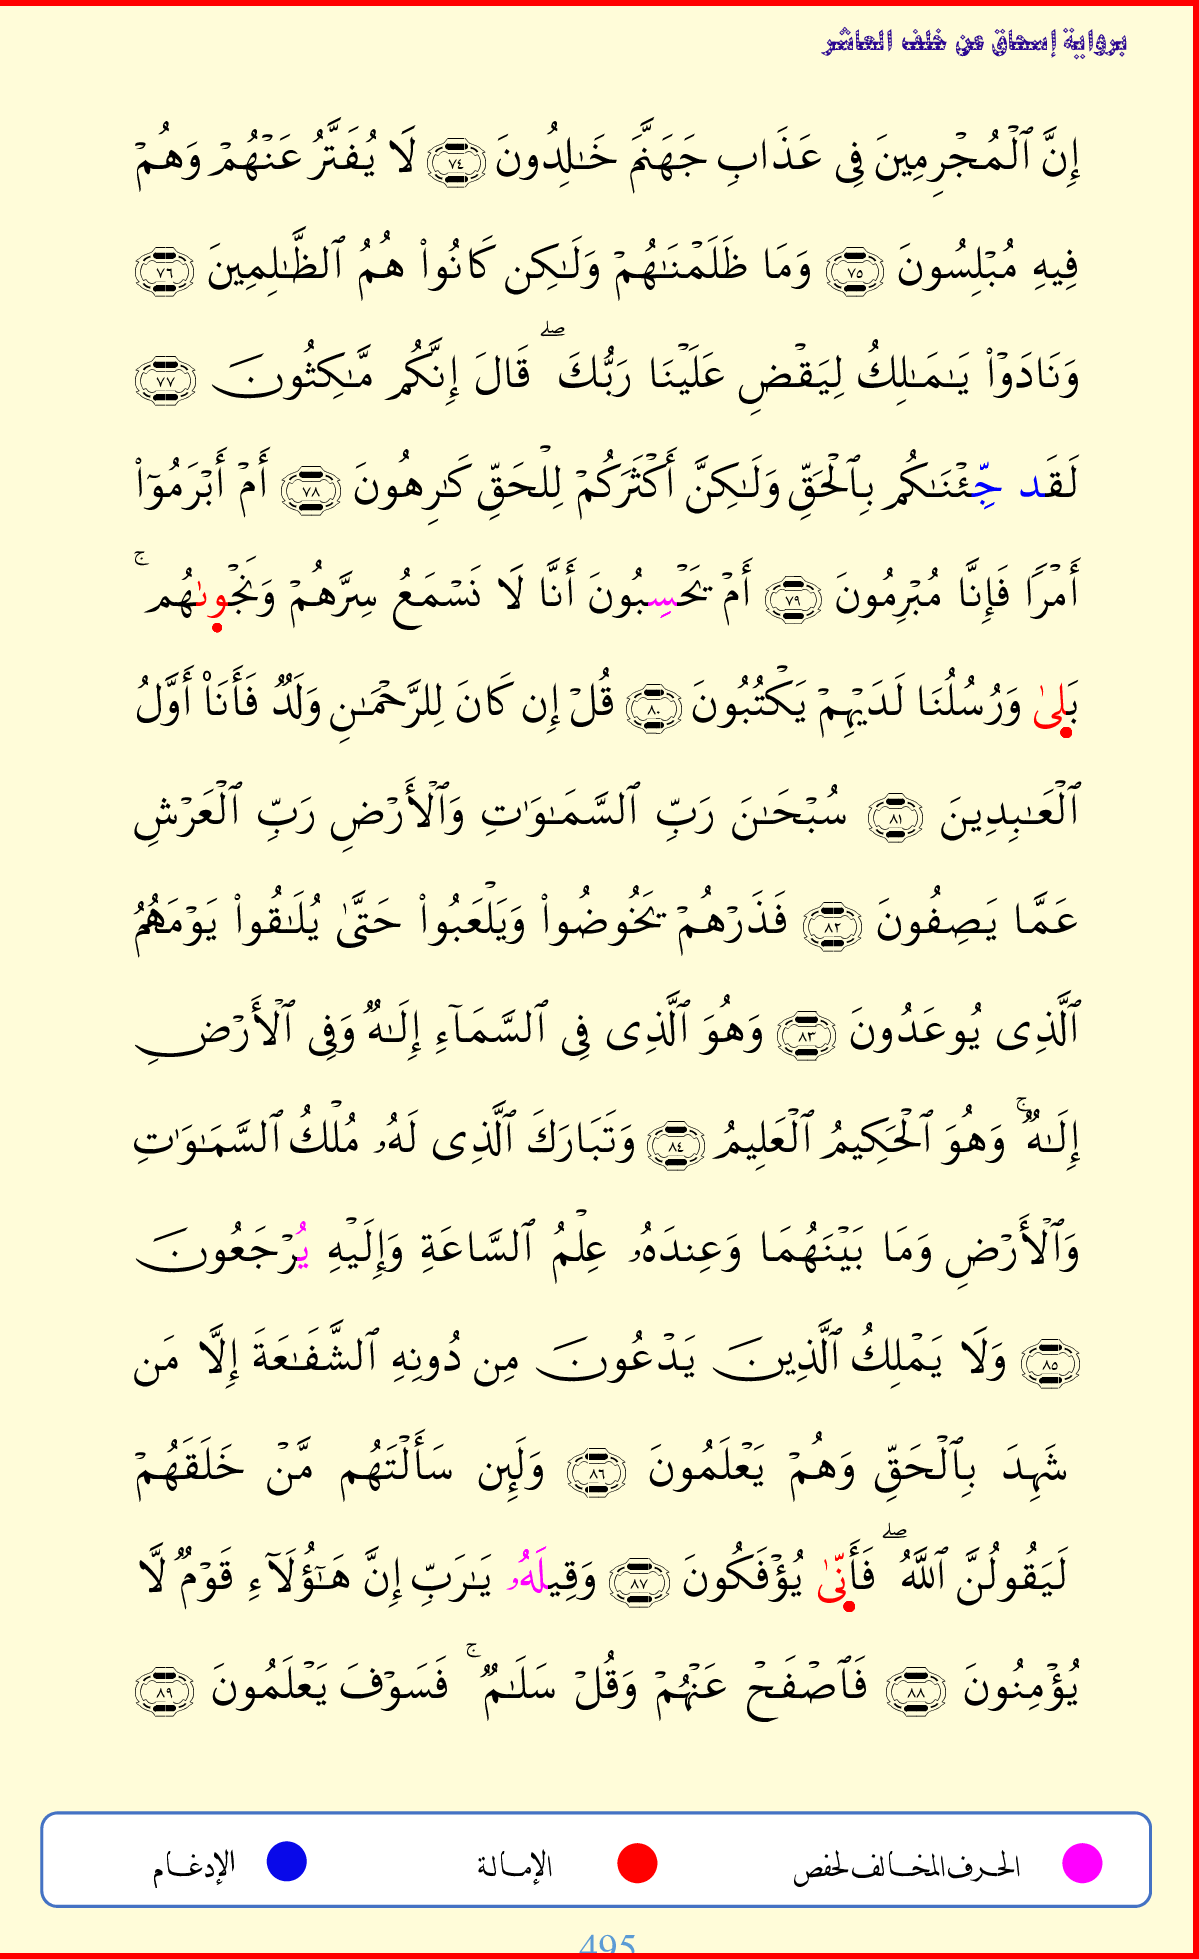 برواية إسحاق عن خلف العاشر
إِنَّ ٱلۡمُجۡرِمِينَ فِى عَذَابِ جَهَنَّمَ خَـٰلِدُونَ ٧٤ لَا يُفَتَّرُ عَنۡهُمۡ وَهُمۡ
فِيهِ مُبۡلِسُونَ ٧٥ وَمَا ظَلَمۡنَـٰهُمۡ وَلَـٰكِن كَانُوا۟ هُمُ ٱلظَّـٰلِمِينَ ٧٦
وَنَادَوۡا۟ يَـٰمَـٰلِكُ لِيَقۡضِ عَلَيۡنَا رَبُّكَۖ قَالَ إِنَّكُم مَّـٰكِثُونَ ٧٧
لَقَد جِّئۡنَـٰكُم بِٱلۡحَقِّ وَلَـٰكِنَّ أَكۡثَرَكُمۡ لِلۡحَقِّ كَـٰرِهُونَ ٧٨ أَمۡ أَبۡرَمُوٓا۟
أَمۡرࣰا فَإِنَّا مُبۡرِمُونَ ٧٩ أَمۡ يَحۡسِبُونَ أَنَّا لَا نَسۡمَعُ سِرَّهُمۡ وَنَجۡوىٰهُمۚ
بَلىٰ وَرُسُلُنَا لَدَيۡهِمۡ يَكۡتُبُونَ ٨٠ قُلۡ إِن كَانَ لِلرَّحۡمَـٰنِ وَلَدࣱ فَأَنَا۠ أَوَّلُ
ٱلۡعَـٰبِدِينَ ٨١ سُبۡحَـٰنَ رَبِّ ٱلسَّمَـٰوَٰتِ وَٱلۡأَرۡضِ رَبِّ ٱلۡعَرۡشِ
عَمَّا يَصِفُونَ ٨٢ فَذَرۡهُمۡ يَخُوضُوا۟ وَيَلۡعَبُوا۟ حَتَّىٰ يُلَـٰقُوا۟ يَوۡمَهُمُ
ٱلَّذِى يُوعَدُونَ ٨٣ وَهُوَ ٱلَّذِى فِى ٱلسَّمَآءِ إِلَـٰهࣱ وَفِى ٱلۡأَرۡضِ
إِلَـٰهࣱۚ وَهُوَ ٱلۡحَكِيمُ ٱلۡعَلِيمُ ٨٤ وَتَبَارَكَ ٱلَّذِى لَهُۥ مُلۡكُ ٱلسَّمَـٰوَٰتِ
وَٱلۡأَرۡضِ وَمَا بَيۡنَهُمَا وَعِندَهُۥ عِلۡمُ ٱلسَّاعَةِ وَإِلَيۡهِ يُرۡجَعُونَ
٨٥ وَلَا يَمۡلِكُ ٱلَّذِينَ يَدۡعُونَ مِن دُونِهِ ٱلشَّفَـٰعَةَ إِلَّا مَن
شَهِدَ بِٱلۡحَقِّ وَهُمۡ يَعۡلَمُونَ ٨٦ وَلَئِن سَأَلۡتَهُم مَّنۡ خَلَقَهُمۡ
لَيَقُولُنَّ ٱللَّهُۖ فَأَنّىٰ يُؤۡفَكُونَ ٨٧ وَقِيلَهُۥ يَـٰرَبِّ إِنَّ هَـٰٓؤُلَآءِ قَوۡمࣱ لَّا
يُؤۡمِنُونَ ٨٨ فَٱصۡفَحۡ عَنۡهُمۡ وَقُلۡ سَلَـٰمࣱۚ فَسَوۡفَ يَعۡلَمُونَ ٨٩
الحرف المخالف لحفص الإمالة الإدغام
495